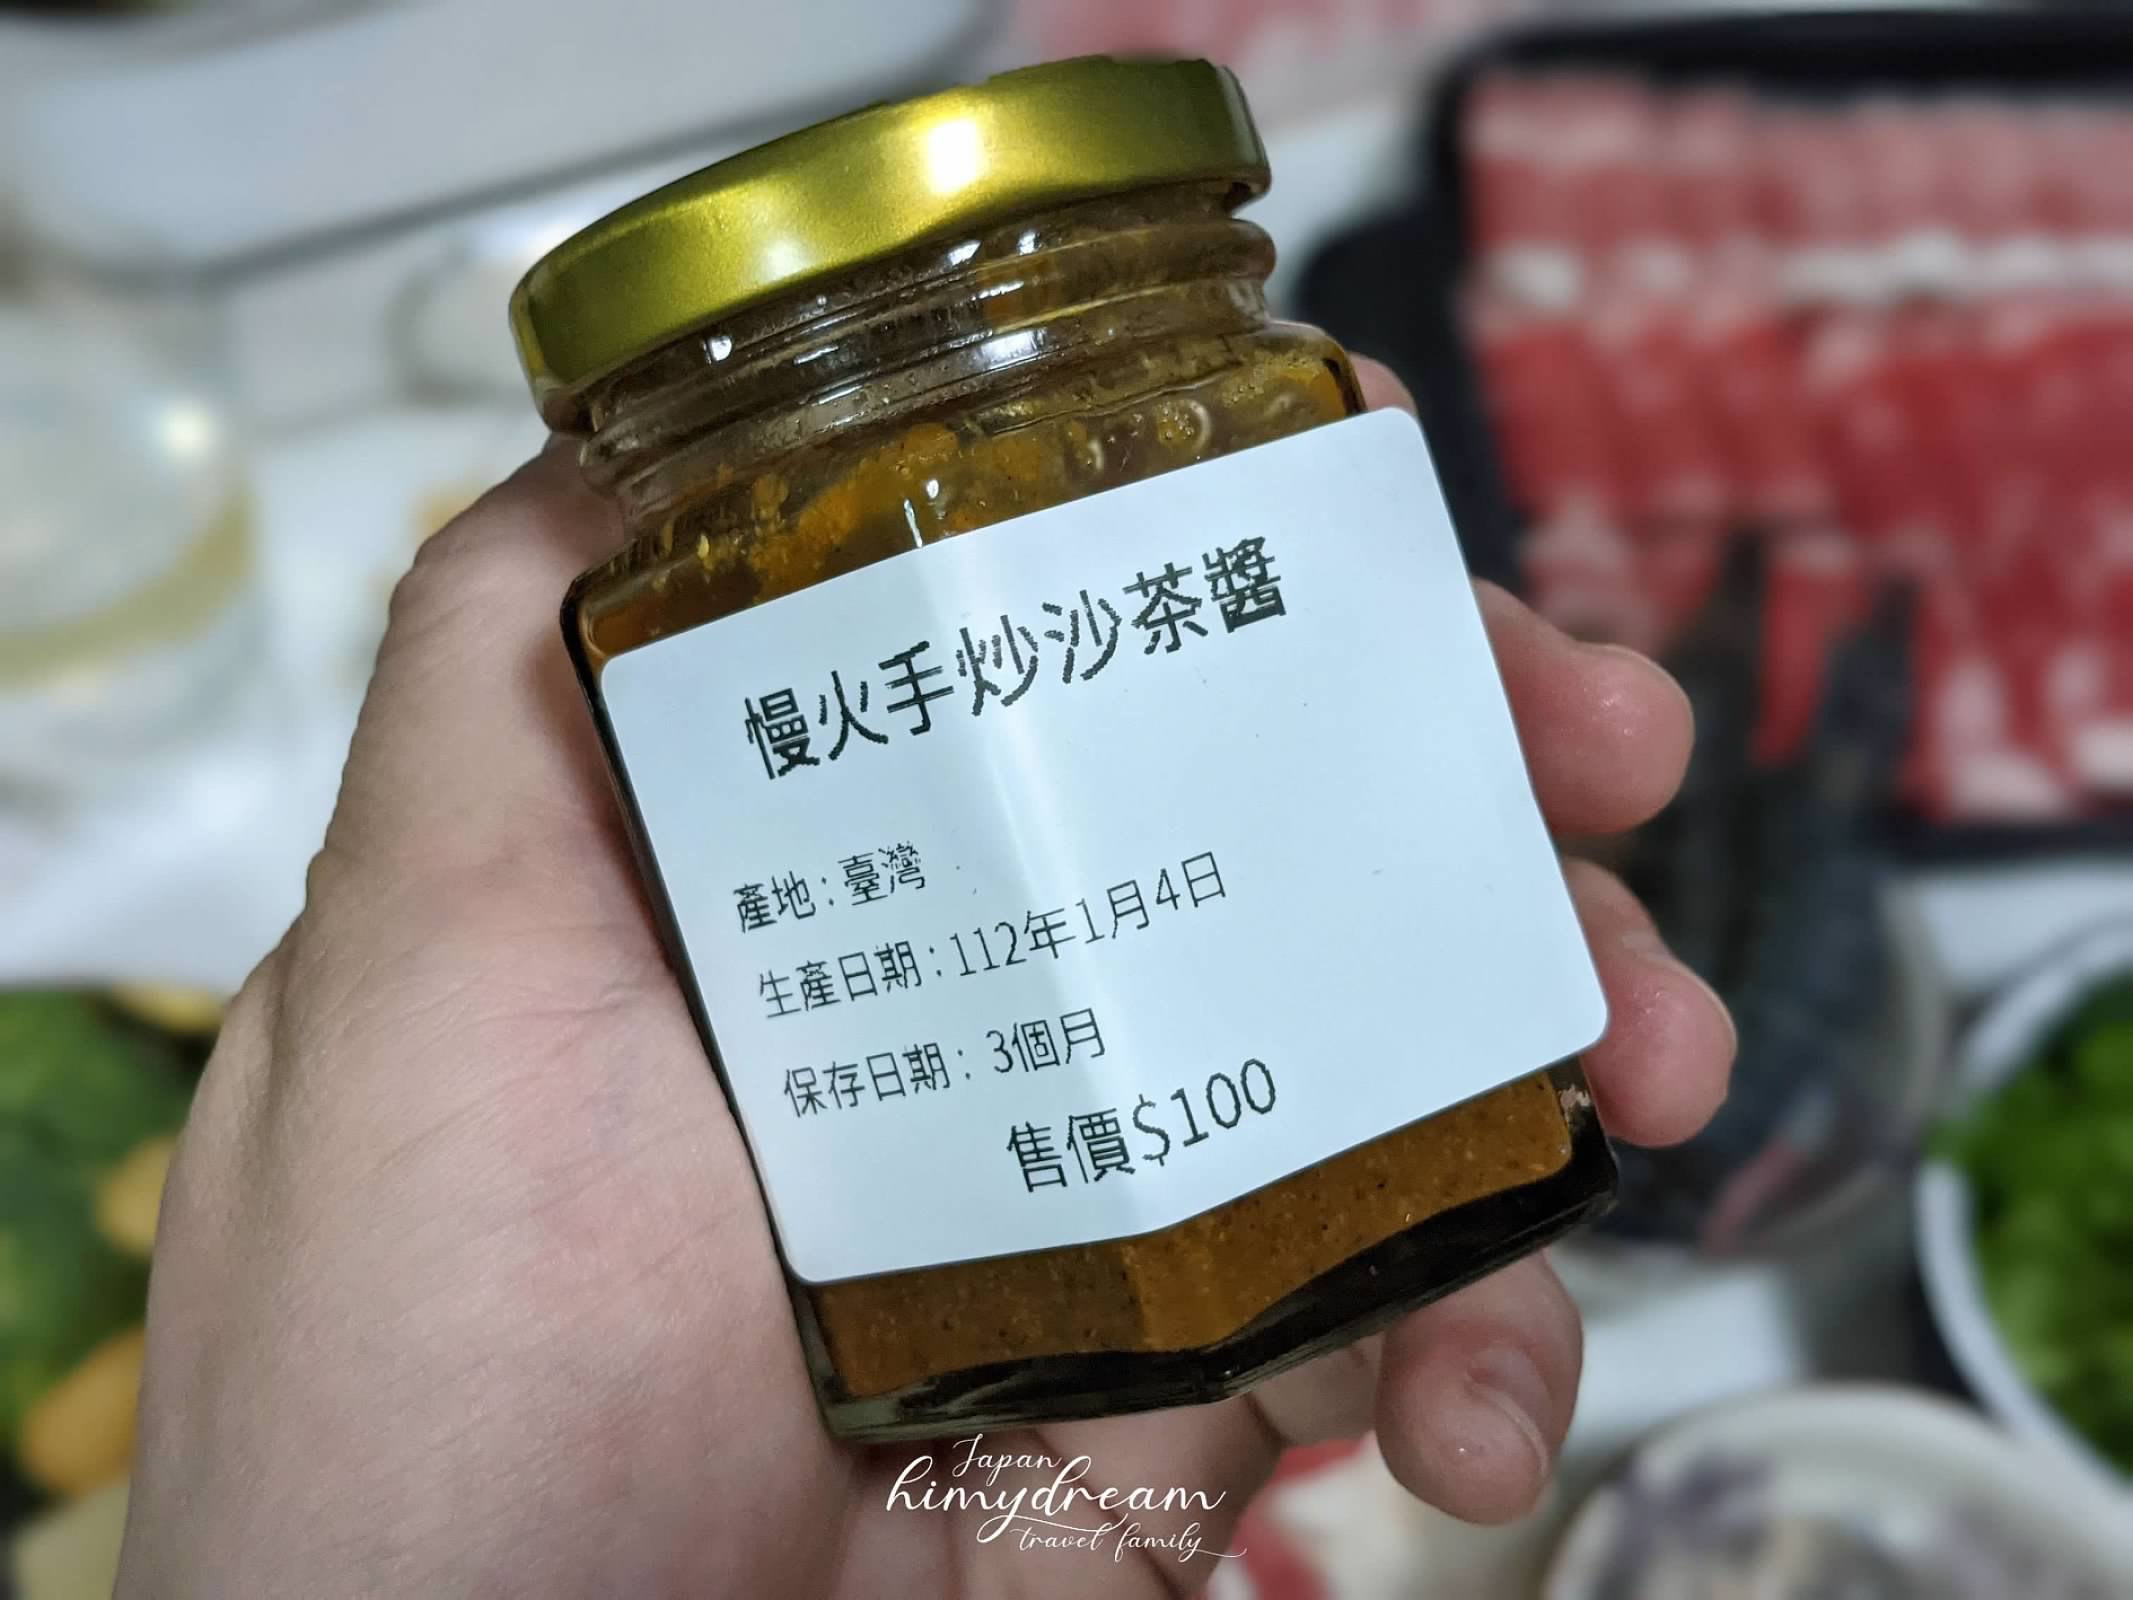 慢火手炒沙茶醬
產地：臺灣
生產日期：112年1月4日
保存日期：3個月
售價$100
Japan
himydream
travel family